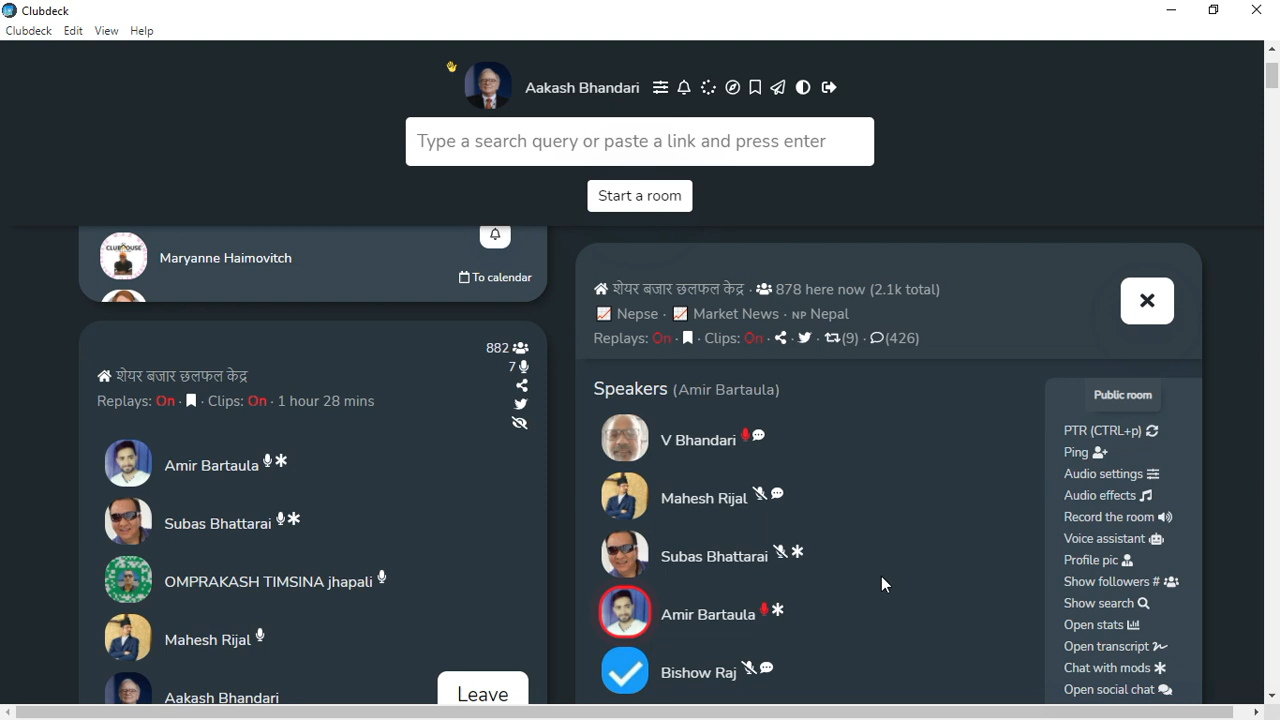 Clubdeck
Clubdeck Edit View Help
Aakash Bhandari
Type a search query or paste a link and press enter
Start a room
Maryanne Haimovitch
To calendar
882
7
शेयर बजार छलफल केद्र
Replays: On · Clips: On · 1 hour 28 mins
Amir Bartaula
Subas Bhattarai
OMPRAKASH TIMSINA jhapali
Mahesh Rijal
Aakash Bhandari
Leave
शेयर बजार छलफल केद्र · 878 here now (2.1k total)
Nepse · Market News · NP Nepal
Replays: On · Clips: On · · · (9) · (426)
Speakers (Amir Bartaula)
V Bhandari
Mahesh Rijal
Subas Bhattarai
Amir Bartaula
Bishow Raj
Public room
PTR (CTRL+p)
Ping
Audio settings
Audio effects
Record the room
Voice assistant
Profile pic
Show followers #
Show search
Open stats
Open transcript
Chat with mods
Open social chat